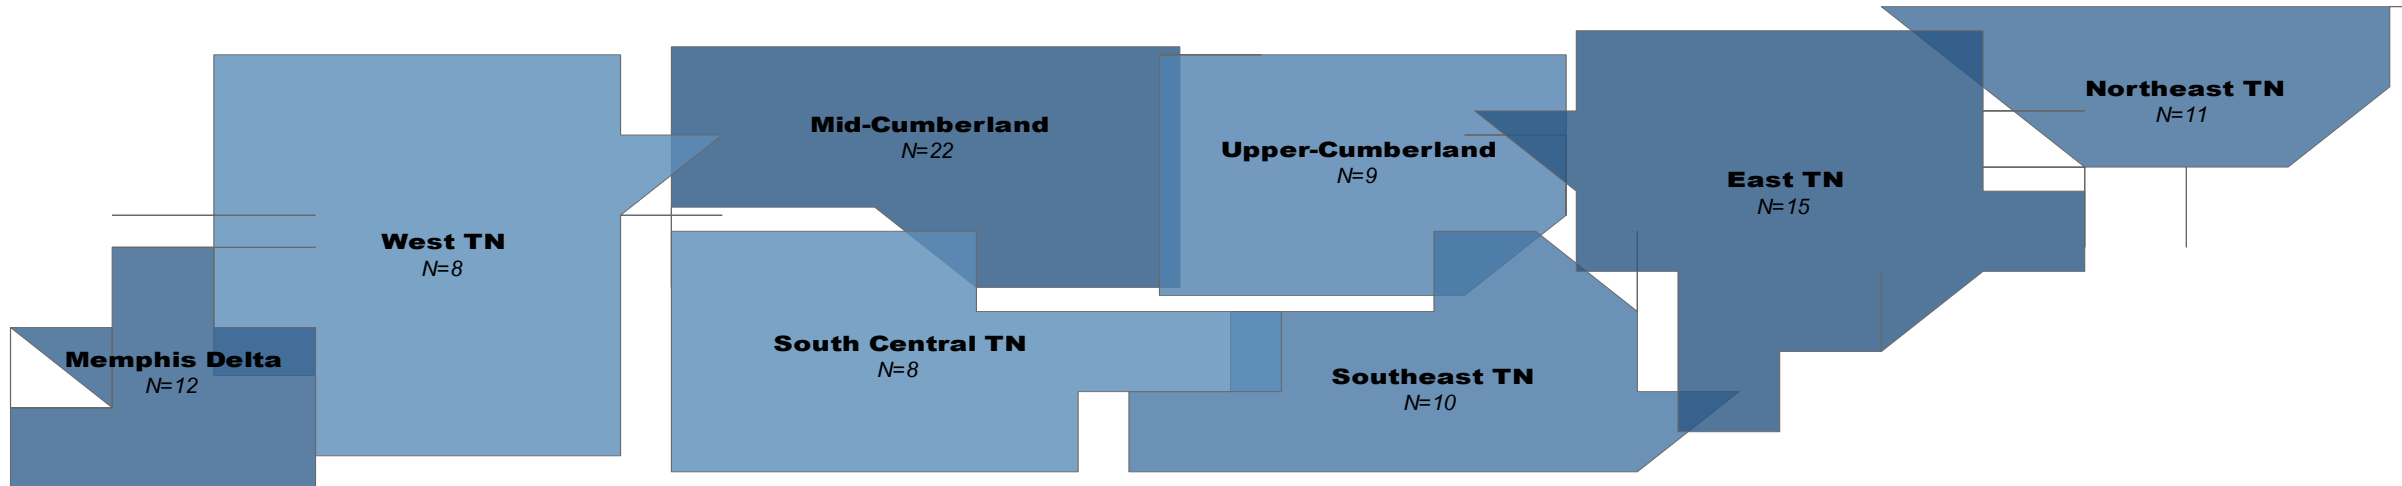 Memphis Delta
N=12
West TN
N=8
Mid-Cumberland
N=22
South Central TN
N=8
Upper-Cumberland
N=9
Southeast TN
N=10
East TN
N=15
Northeast TN
N=11